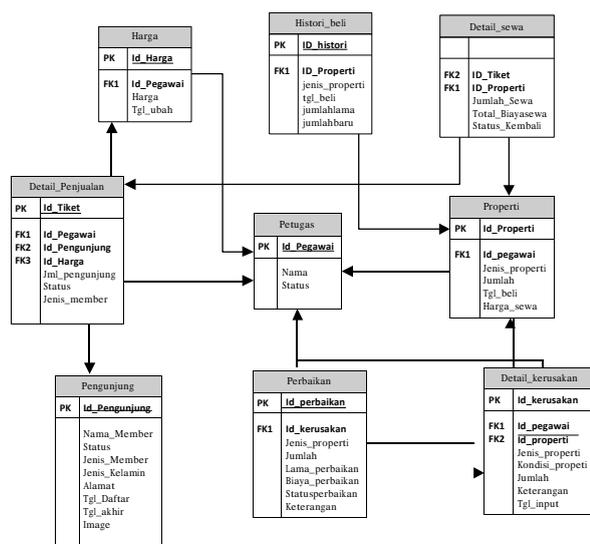 Harga
PK Id_Harga
FK1 Id_Pegawai
Harga
Tgl_ubah
Histori_beli
PK ID_histori
FK1 ID_Properti
jenis_properti
tgl_beli
jumlahlama
jumlahbaru
Detail_sewa
FK2 ID_Tiket
FK1 ID_Properti
Jumlah_Sewa
Total_Biayasewa
Status_Kembali
Detail_Penjualan
PK Id_Tiket
FK1 Id_Pegawai
FK2 Id_Pengunjung
FK3 Id_Harga
Jml_pengunjung
Status
Jenis_member
Petugas
PK Id_Pegawai
Nama
Status
Properti
PK Id_Properti
FK1 Id_pegawai
Jenis_properti
Jumlah
Tgl_beli
Harga_sewa
Pengunjung
PK Id_Pengunjung
Nama_Member
Status
Jenis_Member
Jenis_Kelamin
Alamat
Tgl_Daftar
Tgl_akhir
Image
Perbaikan
PK Id_perbaikan
FK1 Id_kerusakan
Jenis_properti
Jumlah
Lama_perbaikan
Biaya_perbaikan
Statusperbaikan
Keterangan
Detail_kerusakan
PK Id_kerusakan
FK1 Id_pegawai
FK2 Id_properti
Jenis_properti
Kondisi_propeti
Jumlah
Keterangan
Tgl_input